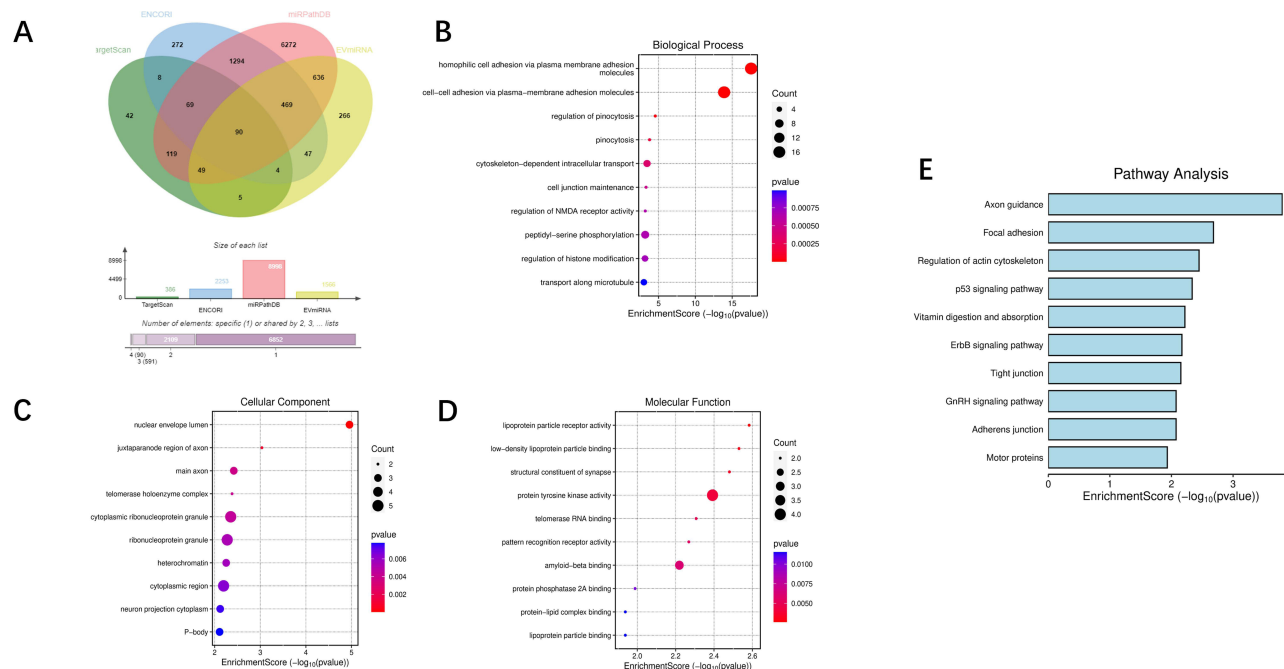 A
ENCORI
miRPathDB
TargetScan
EVmiRNA
272
6272
8
1294
636
42
69
469
266
90
119
47
49
4
5
Size of each list
8998
4499
0
386
2253
8998
TargetScan
ENCORI
miRPathDB
EVmiRNA
Number of elements: specific (1) or shared by 2, 3, ... lists
2189
6852
4 (90)
3 (591)
2
1
B
Biological Process
homophilic cell adhesion via plasma membrane adhesion
molecules
cell−cell adhesion via plasma−membrane adhesion molecules
regulation of pinocytosis
pinocytosis
cytoskeleton−dependent intracellular transport
cell junction maintenance
regulation of NMDA receptor activity
peptidyl−serine phosphorylation
regulation of histone modification
transport along microtubule
5
10
15
EnrichmentScore (−log10(pvalue))
Count
4
8
12
16
pvalue
0.00075
0.00050
0.00025
C
Cellular Component
nuclear envelope lumen
juxtaparanode region of axon
main axon
telomerase holoenzyme complex
cytoplasmic ribonucleoprotein granule
ribonucleoprotein granule
heterochromatin
cytoplasmic region
neuron projection cytoplasm
P−body
2
3
4
5
EnrichmentScore (−log10(pvalue))
Count
2
3
4
5
pvalue
0.006
0.004
0.002
D
Molecular Function
lipoprotein particle receptor activity
low−density lipoprotein particle binding
structural constituent of synapse
protein tyrosine kinase activity
telomerase RNA binding
pattern recognition receptor activity
amyloid−beta binding
protein phosphatase 2A binding
protein−lipid complex binding
lipoprotein particle binding
2.0
2.2
2.4
2.6
EnrichmentScore (−log10(pvalue))
Count
2.0
2.5
3.0
3.5
4.0
pvalue
0.0100
0.0050
E
Pathway Analysis
Axon guidance
Focal adhesion
Regulation of actin cytoskeleton
p53 signaling pathway
Vitamin digestion and absorption
ErbB signaling pathway
Tight junction
GnRH signaling pathway
Adherens junction
Motor proteins
0
1
2
3
EnrichmentScore (−log10(pvalue))